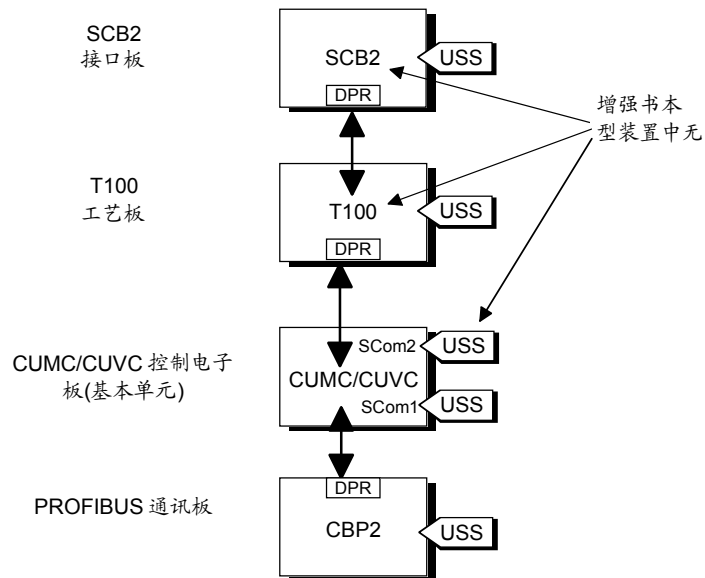 SCB2
接口板
SCB2
USS
DPR
增强书本
型装置中无
T100
工艺板
T100
USS
DPR
SCom2
USS
CUMC/CUVC 控制电子
板(基本单元)
CUMC/CUVC
SCom1
USS
DPR
PROFIBUS 通讯板
CBP2
USS